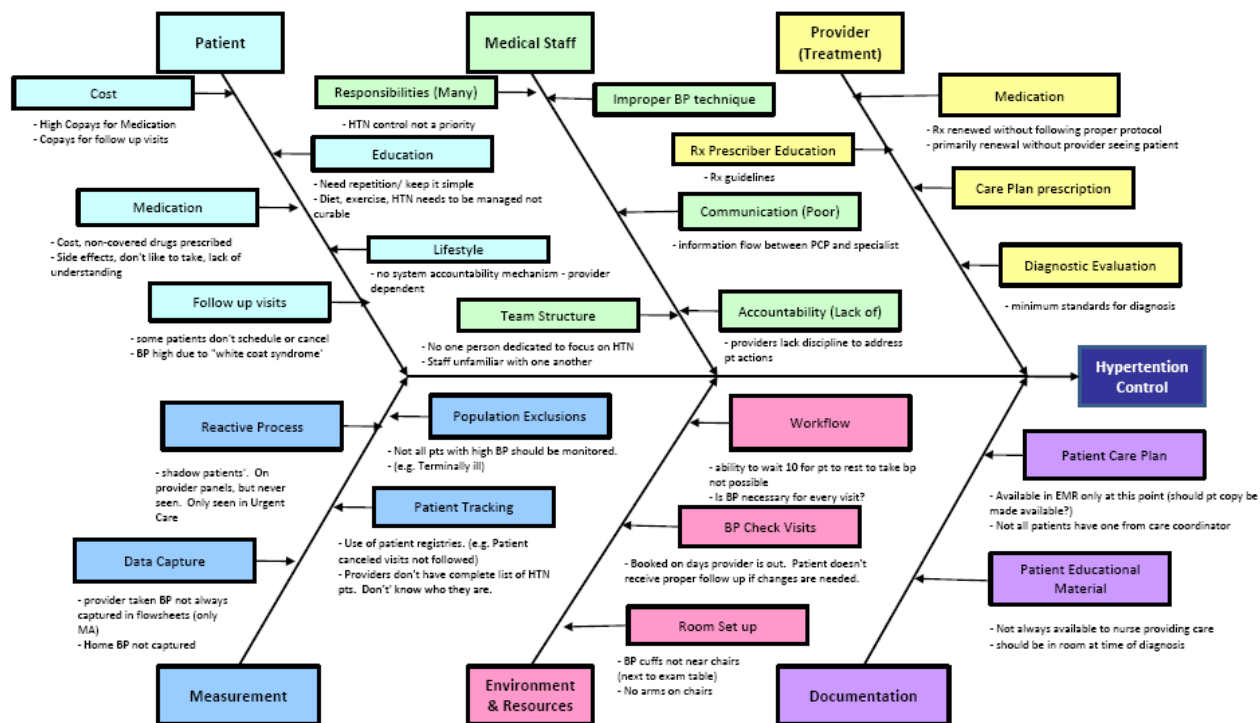 Patient
Cost
- High Copays for Medication
- Copays for follow up visits
Education
- Need repetition/ keep it simple
- Diet, exercise, HTN needs to be managed not
curable
Medication
- Cost, non-covered drugs prescribed
- Side effects, don't like to take, lack of
understanding
Lifestyle
- no system accountability mechanism - provider
dependent
Follow up visits
- some patients don't schedule or cancel
- BP high due to "white coat syndrome'
Medical Staff
Responsibilities (Many)
- HTN control not a priority
Improper BP technique
Communication (Poor)
- information flow between PCP and specialist
Team Structure
- No one person dedicated to focus on HTN
- Staff unfamiliar with one another
Accountability (Lack of)
- providers lack discipline to address
pt actions
Provider
(Treatment)
Medication
- Rx renewed without following proper protocol
- primarily renewal without provider seeing patient
Rx Prescriber Education
- Rx guidelines
Care Plan prescription
Diagnostic Evaluation
- minimum standards for diagnosis
Hypertention
Control
Reactive Process
- shadow patients'. On
provider panels, but never
seen. Only seen in Urgent
Care
Population Exclusions
- Not all pts with high BP should be monitored.
- (e.g. Terminally ill)
Patient Tracking
- Use of patient registries. (e.g. Patient
canceled visits not followed)
- Providers don't have complete list of HTN
pts. Don't' know who they are.
Data Capture
- provider taken BP not always
captured in flowsheets (only
MA)
- Home BP not captured
Measurement
Workflow
- ability to wait 10 for pt to rest to take bp
not possible
- Is BP necessary for every visit?
BP Check Visits
- Booked on days provider is out. Patient doesn't
receive proper follow up if changes are needed.
Room Set up
- BP cuffs not near chairs
(next to exam table)
- No arms on chairs
Environment
& Resources
Patient Care Plan
- Available in EMR only at this point (should pt copy be
made available?)
- Not all patients have one from care coordinator
Patient Educational
Material
- Not always available to nurse providing care
- should be in room at time of diagnosis
Documentation